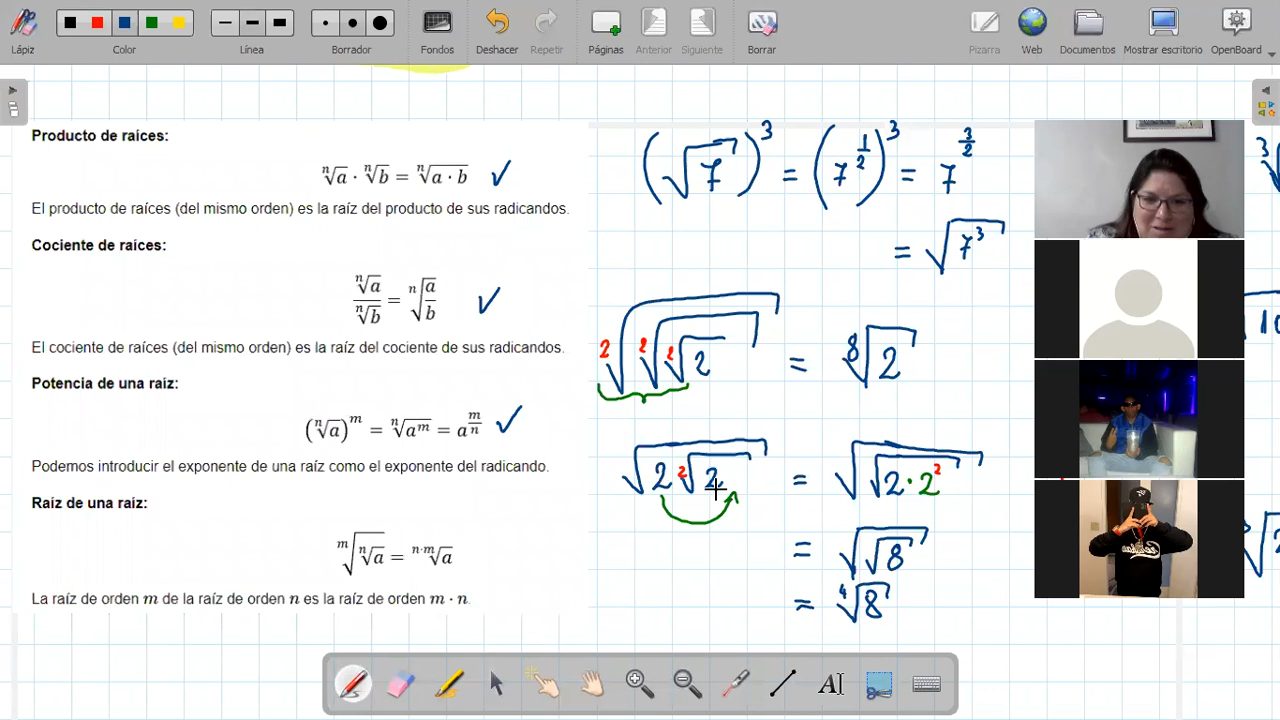 Lápiz Color Línea Borrador Fondos Deshacer Repetir Páginas Anterior Siguiente Borrar Pizarra Web Documentos Mostrar escritorio OpenBoard
Producto de raíces:
ⁿ√a · ⁿ√b = ⁿ√(a · b) ✓
El producto de raíces (del mismo orden) es la raíz del producto de sus radicandos.
Cociente de raíces:
ⁿ√a / ⁿ√b = ⁿ√(a/b) ✓
El cociente de raíces (del mismo orden) es la raíz del cociente de sus radicandos.
Potencia de una raíz:
(ⁿ√a)^m = ⁿ√(a^m) = a^(m/n) ✓
Podemos introducir el exponente de una raíz como el exponente del radicando.
Raíz de una raíz:
ᵐ√(ⁿ√a) = ⁿ·ᵐ√a
La raíz de orden m de la raíz de orden n es la raíz de orden m · n.
(√7)³ = (7^(1/2))³ = 7^(3/2)
= √(7³)
²√(²√(²√2)) = ⁸√2
√(2 ²√2) = √(√(2·2²))
= √(√8)
= ⁴√8
AI